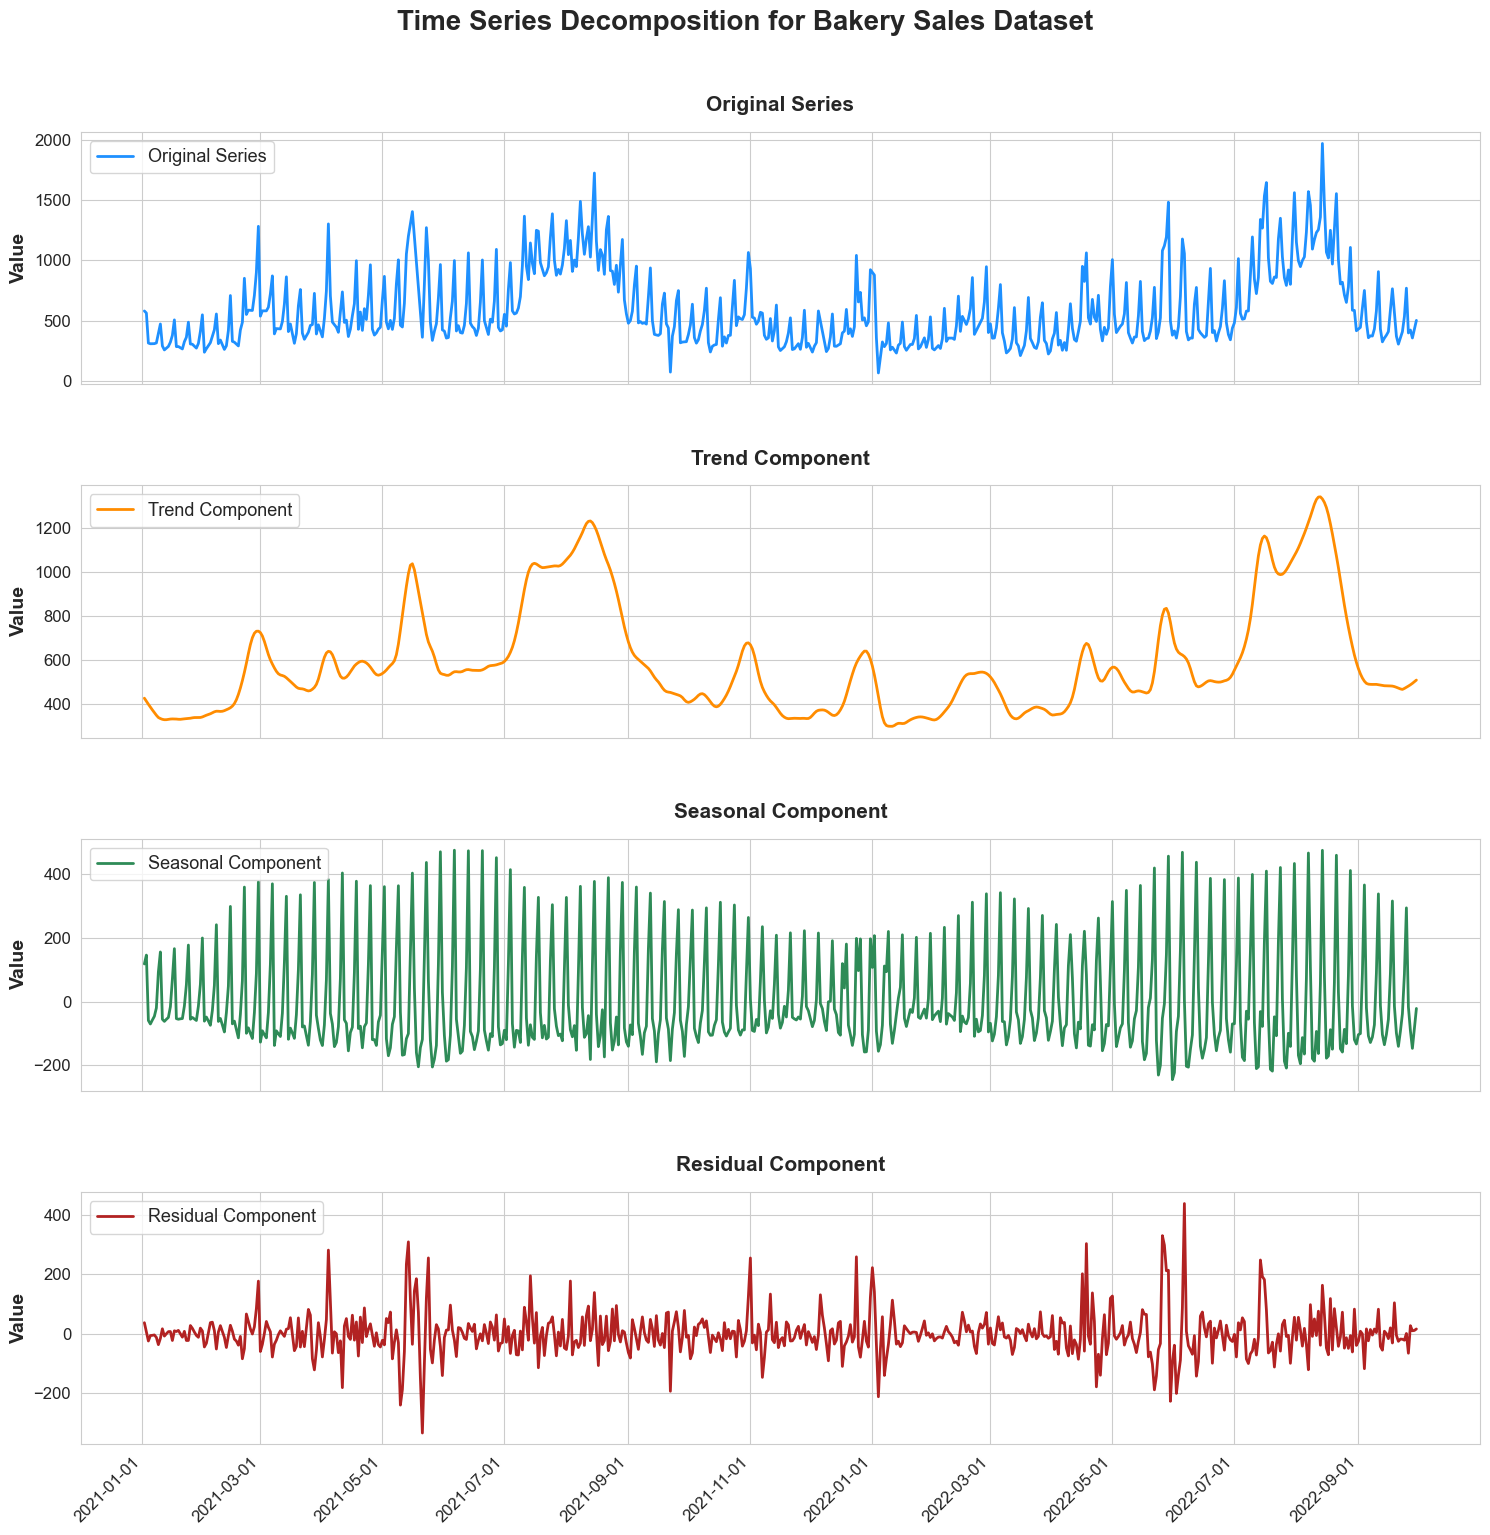 Time Series Decomposition for Bakery Sales Dataset
Original Series
Original Series
Value
2000
1500
1000
500
0
Trend Component
Trend Component
Value
1200
1000
800
600
400
Seasonal Component
Seasonal Component
Value
400
200
0
−200
Residual Component
Residual Component
Value
400
200
0
−200
2021-01-01
2021-03-01
2021-05-01
2021-07-01
2021-09-01
2021-11-01
2022-01-01
2022-03-01
2022-05-01
2022-07-01
2022-09-01